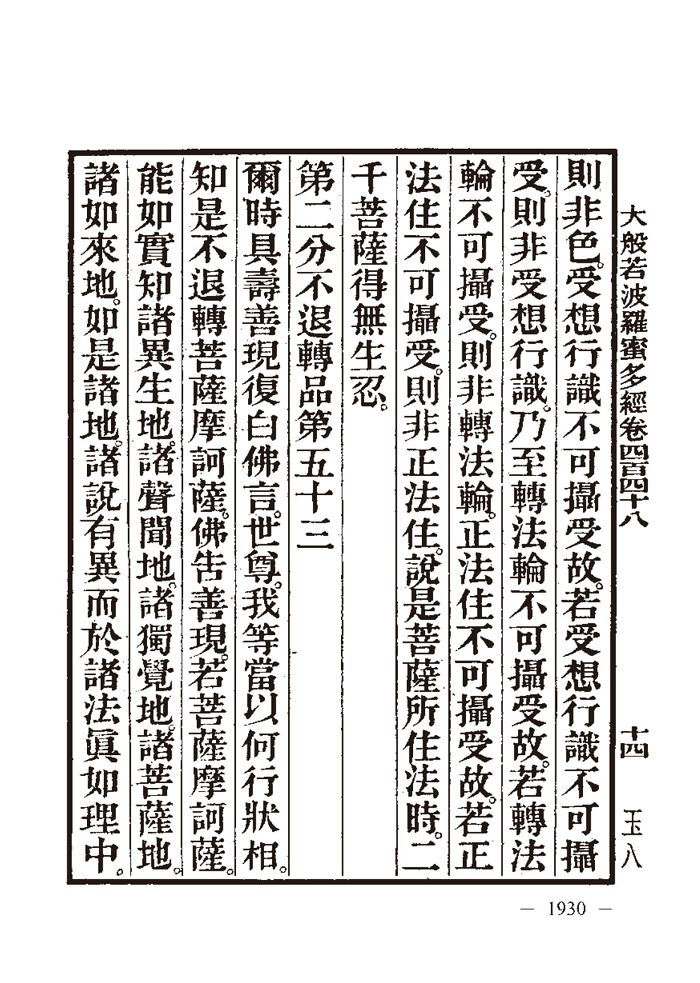 大般若波羅蜜多經卷四百四十八
十四
玉八
則非色。受想行識不可攝受故。若受想行識不可攝
受。則非受想行識。乃至轉法輪不可攝受故。若轉法
輪不可攝受。則非轉法輪。正法住不可攝受故。若正
法住不可攝受。則非正法住。說是菩薩所住法時。二
千菩薩得無生忍。
第二分不退轉品第五十三
爾時具壽善現復白佛言。世尊。我等當以何行狀相。
知是不退轉菩薩摩訶薩。佛告善現。若菩薩摩訶薩。
能如實知諸異生地。諸聲聞地。諸獨覺地。諸菩薩地。
諸如來地。如是諸地。諸說有異而於諸法眞如理中。
— 1930 —